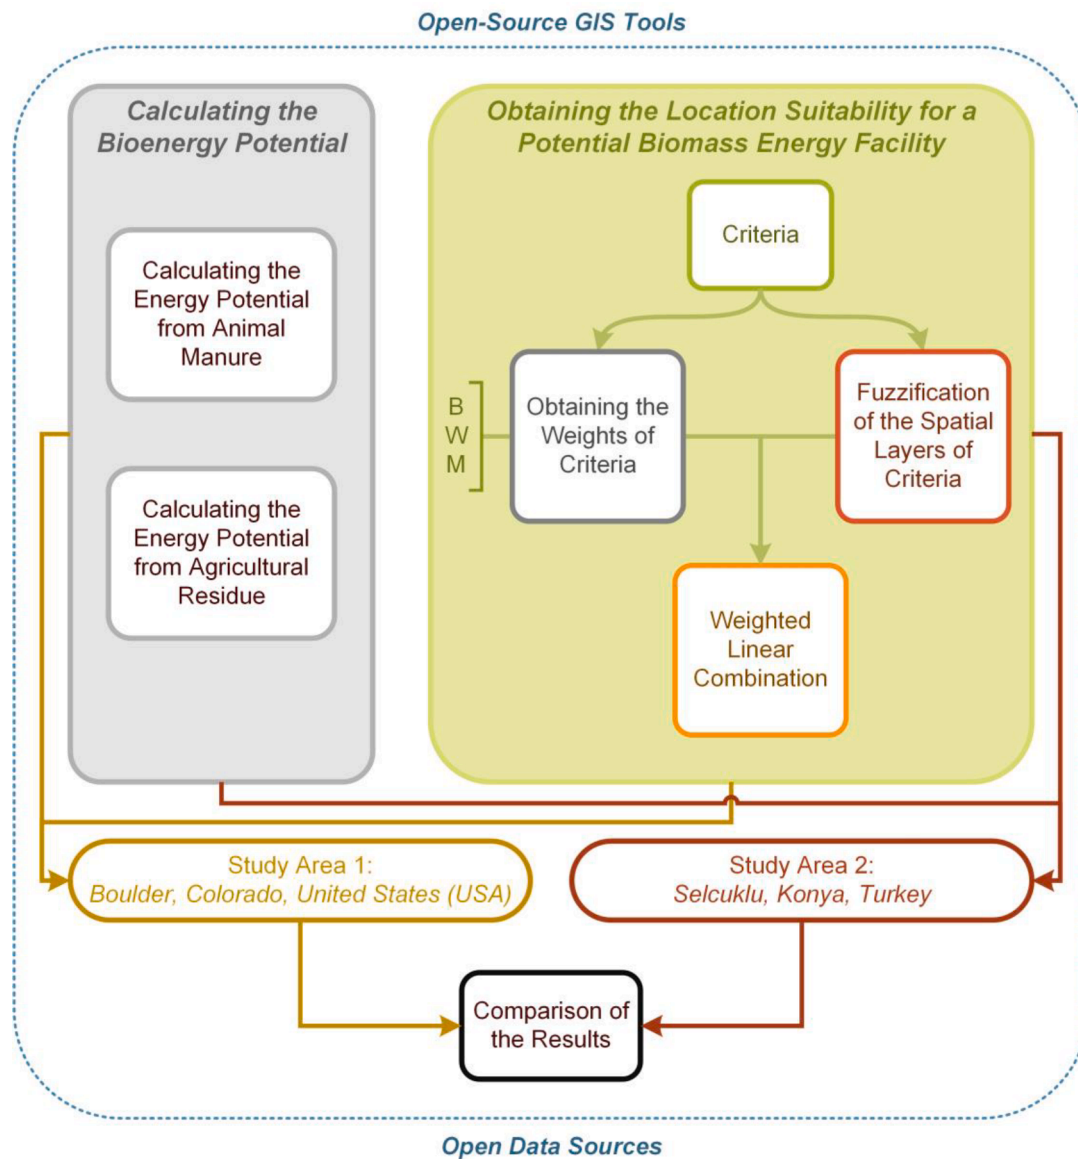 Open-Source GIS Tools
Calculating the
Bioenergy Potential
Calculating the
Energy Potential
from Animal
Manure
Calculating the
Energy Potential
from Agricultural
Residue
Obtaining the Location Suitability for a
Potential Biomass Energy Facility
Criteria
B
W
M
Obtaining the
Weights of
Criteria
Fuzzification
of the Spatial
Layers of
Criteria
Weighted
Linear
Combination
Study Area 1:
Boulder, Colorado, United States (USA)
Study Area 2:
Selcuklu, Konya, Turkey
Comparison of
the Results
Open Data Sources